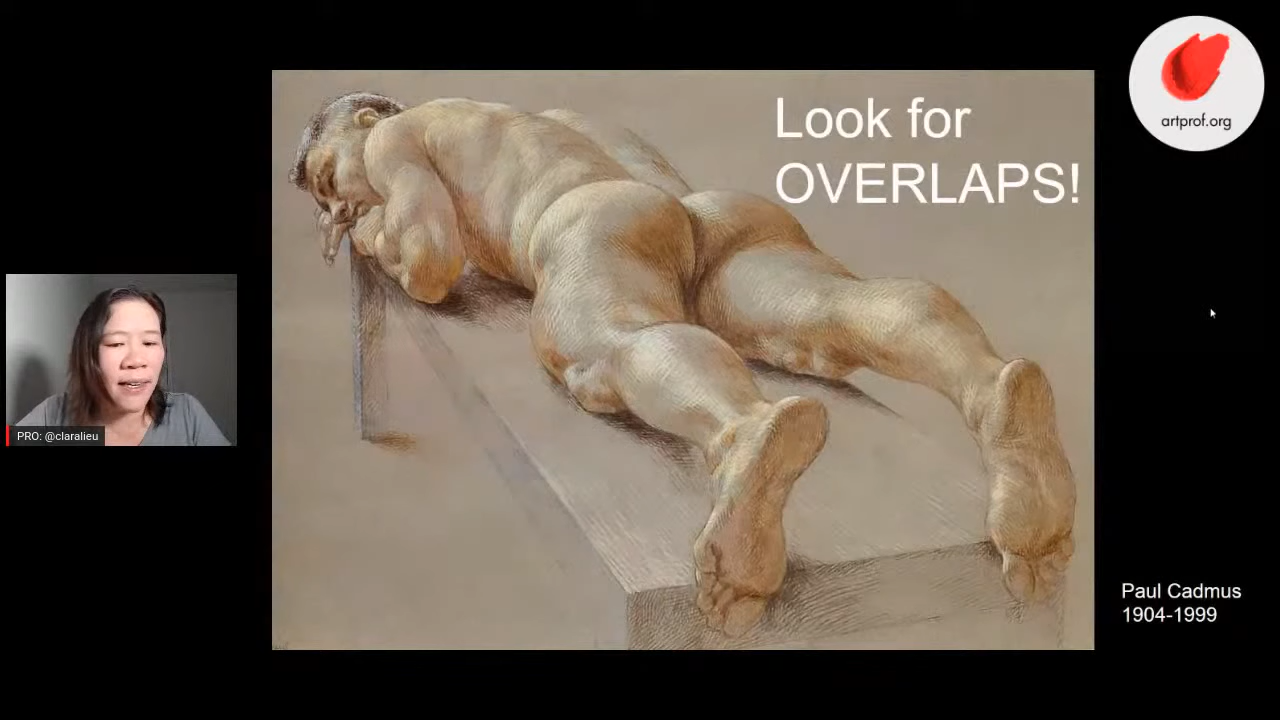 Look for
OVERLAPS!
artprof.org
PRO: @claralieu
Paul Cadmus
1904-1999